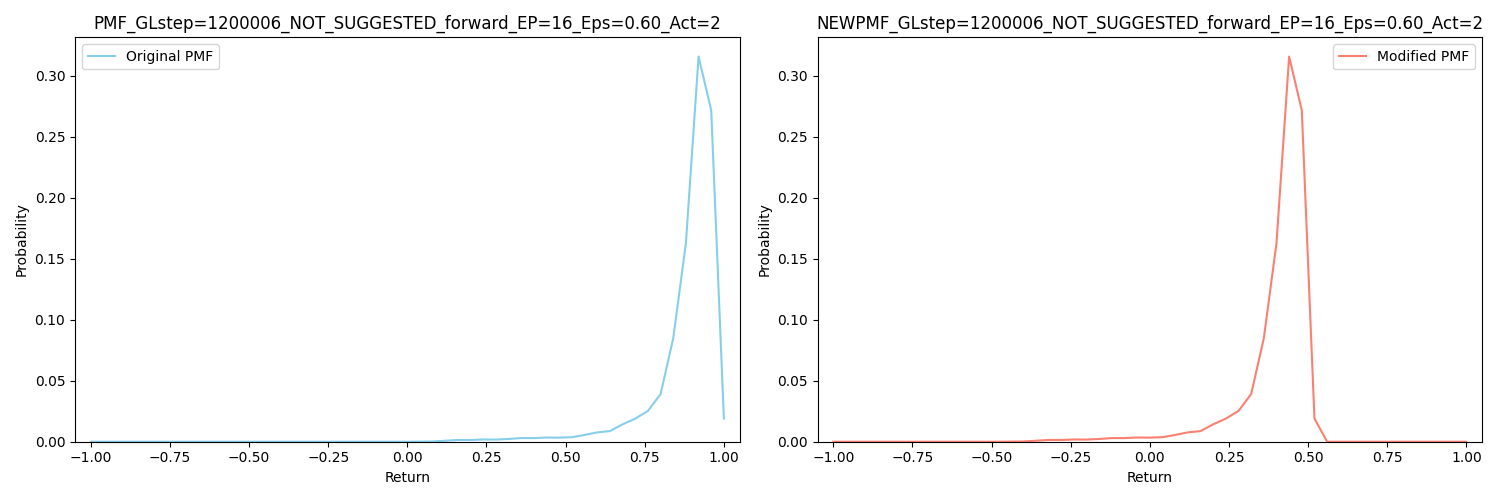 PMF_GLstep=1200006_NOT_SUGGESTED_forward_EP=16_Eps=0.60_Act=2
Original PMF
0.30
0.25
0.20
0.15
0.10
0.05
0.00
Probability
−1.00 −0.75 −0.50 −0.25 0.00 0.25 0.50 0.75 1.00
Return
NEWPMF_GLstep=1200006_NOT_SUGGESTED_forward_EP=16_Eps=0.60_Act=2
Modified PMF
0.30
0.25
0.20
0.15
0.10
0.05
0.00
Probability
−1.00 −0.75 −0.50 −0.25 0.00 0.25 0.50 0.75 1.00
Return